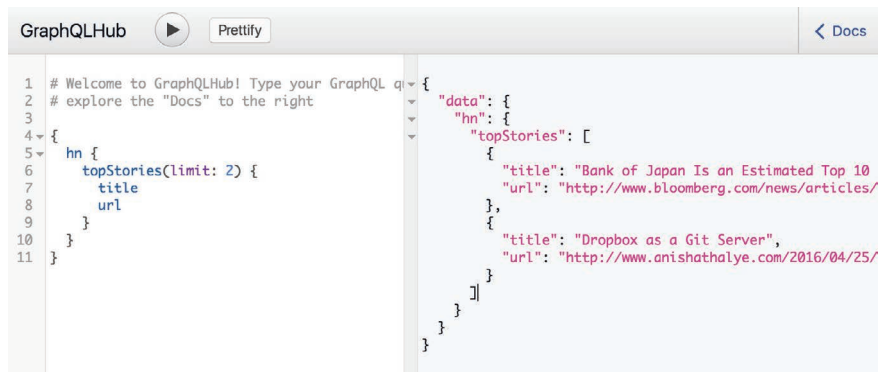 GraphQLHub
Prettify
Docs
1 # Welcome to GraphQLHub! Type your GraphQL q
2 # explore the "Docs" to the right
3
4 {
5 hn {
6 topStories(limit: 2) {
7 title
8 url
9 }
10 }
11 }
{
"data": {
"hn": {
"topStories": [
{
"title": "Bank of Japan Is an Estimated Top 10
"url": "http://www.bloomberg.com/news/articles/
},
{
"title": "Dropbox as a Git Server",
"url": "http://www.anishathalye.com/2016/04/25/
}
]
}
}
}